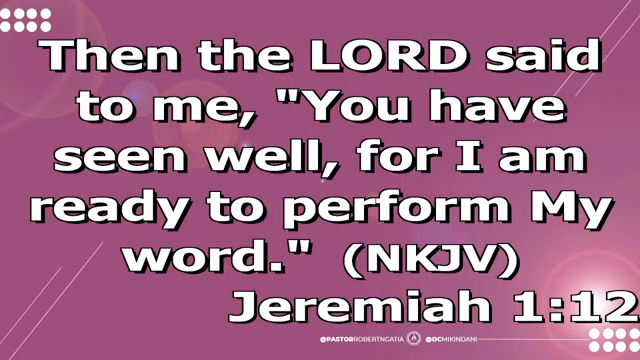 Then the LORD said
to me, "You have
seen well, for I am
ready to perform My
word." (NKJV)
Jeremiah 1:12
@PASTORROBERTNGATIA @DCMIKINDANI